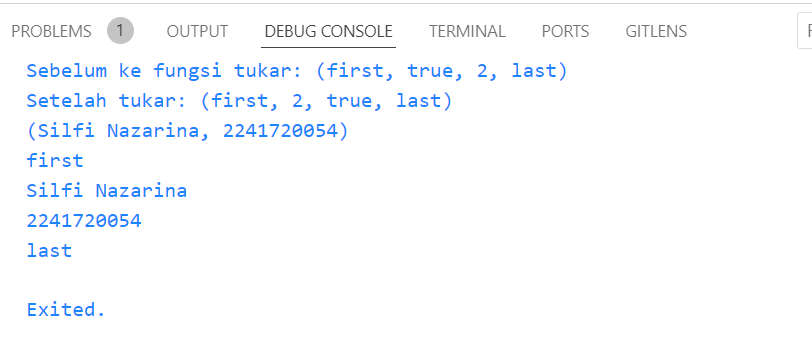 PROBLEMS 1 OUTPUT DEBUG CONSOLE TERMINAL PORTS GITLENS F
Sebelum ke fungsi tukar: (first, true, 2, last)
Setelah tukar: (first, 2, true, last)
(Silfi Nazarina, 2241720054)
first
Silfi Nazarina
2241720054
last
Exited.